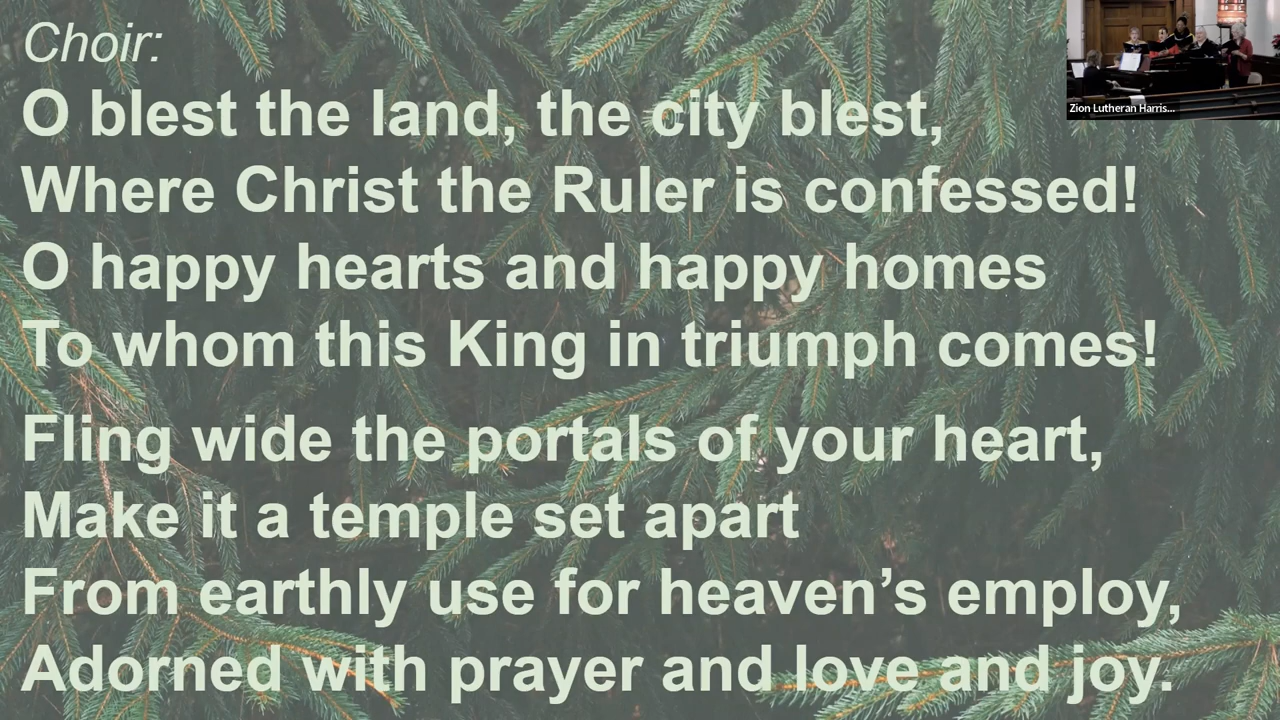 Choir:
O blest the land, the city blest,
Where Christ the Ruler is confessed!
O happy hearts and happy homes
To whom this King in triumph comes!
Fling wide the portals of your heart,
Make it a temple set apart
From earthly use for heaven’s employ,
Adorned with prayer and love and joy.
Zion Lutheran Harris...